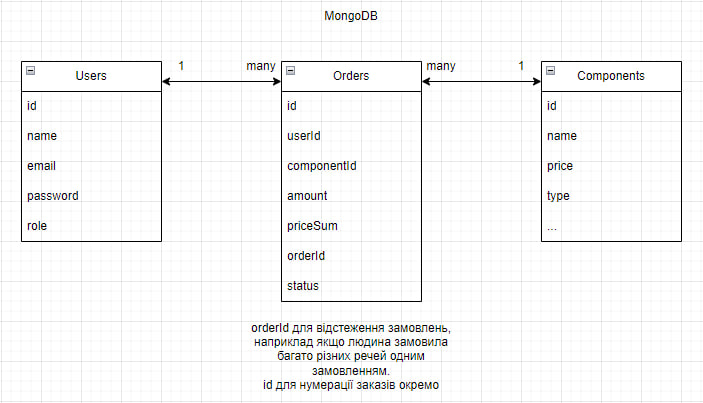 MongoDB
1
many
many
1
Users
id
name
email
password
role
Orders
id
userId
componentId
amount
priceSum
orderId
status
Components
id
name
price
type
...
orderId для відстеження замовлень,
наприклад якщо людина замовила
багато різних речей одним
замовленням.
id для нумерації заказів окремо